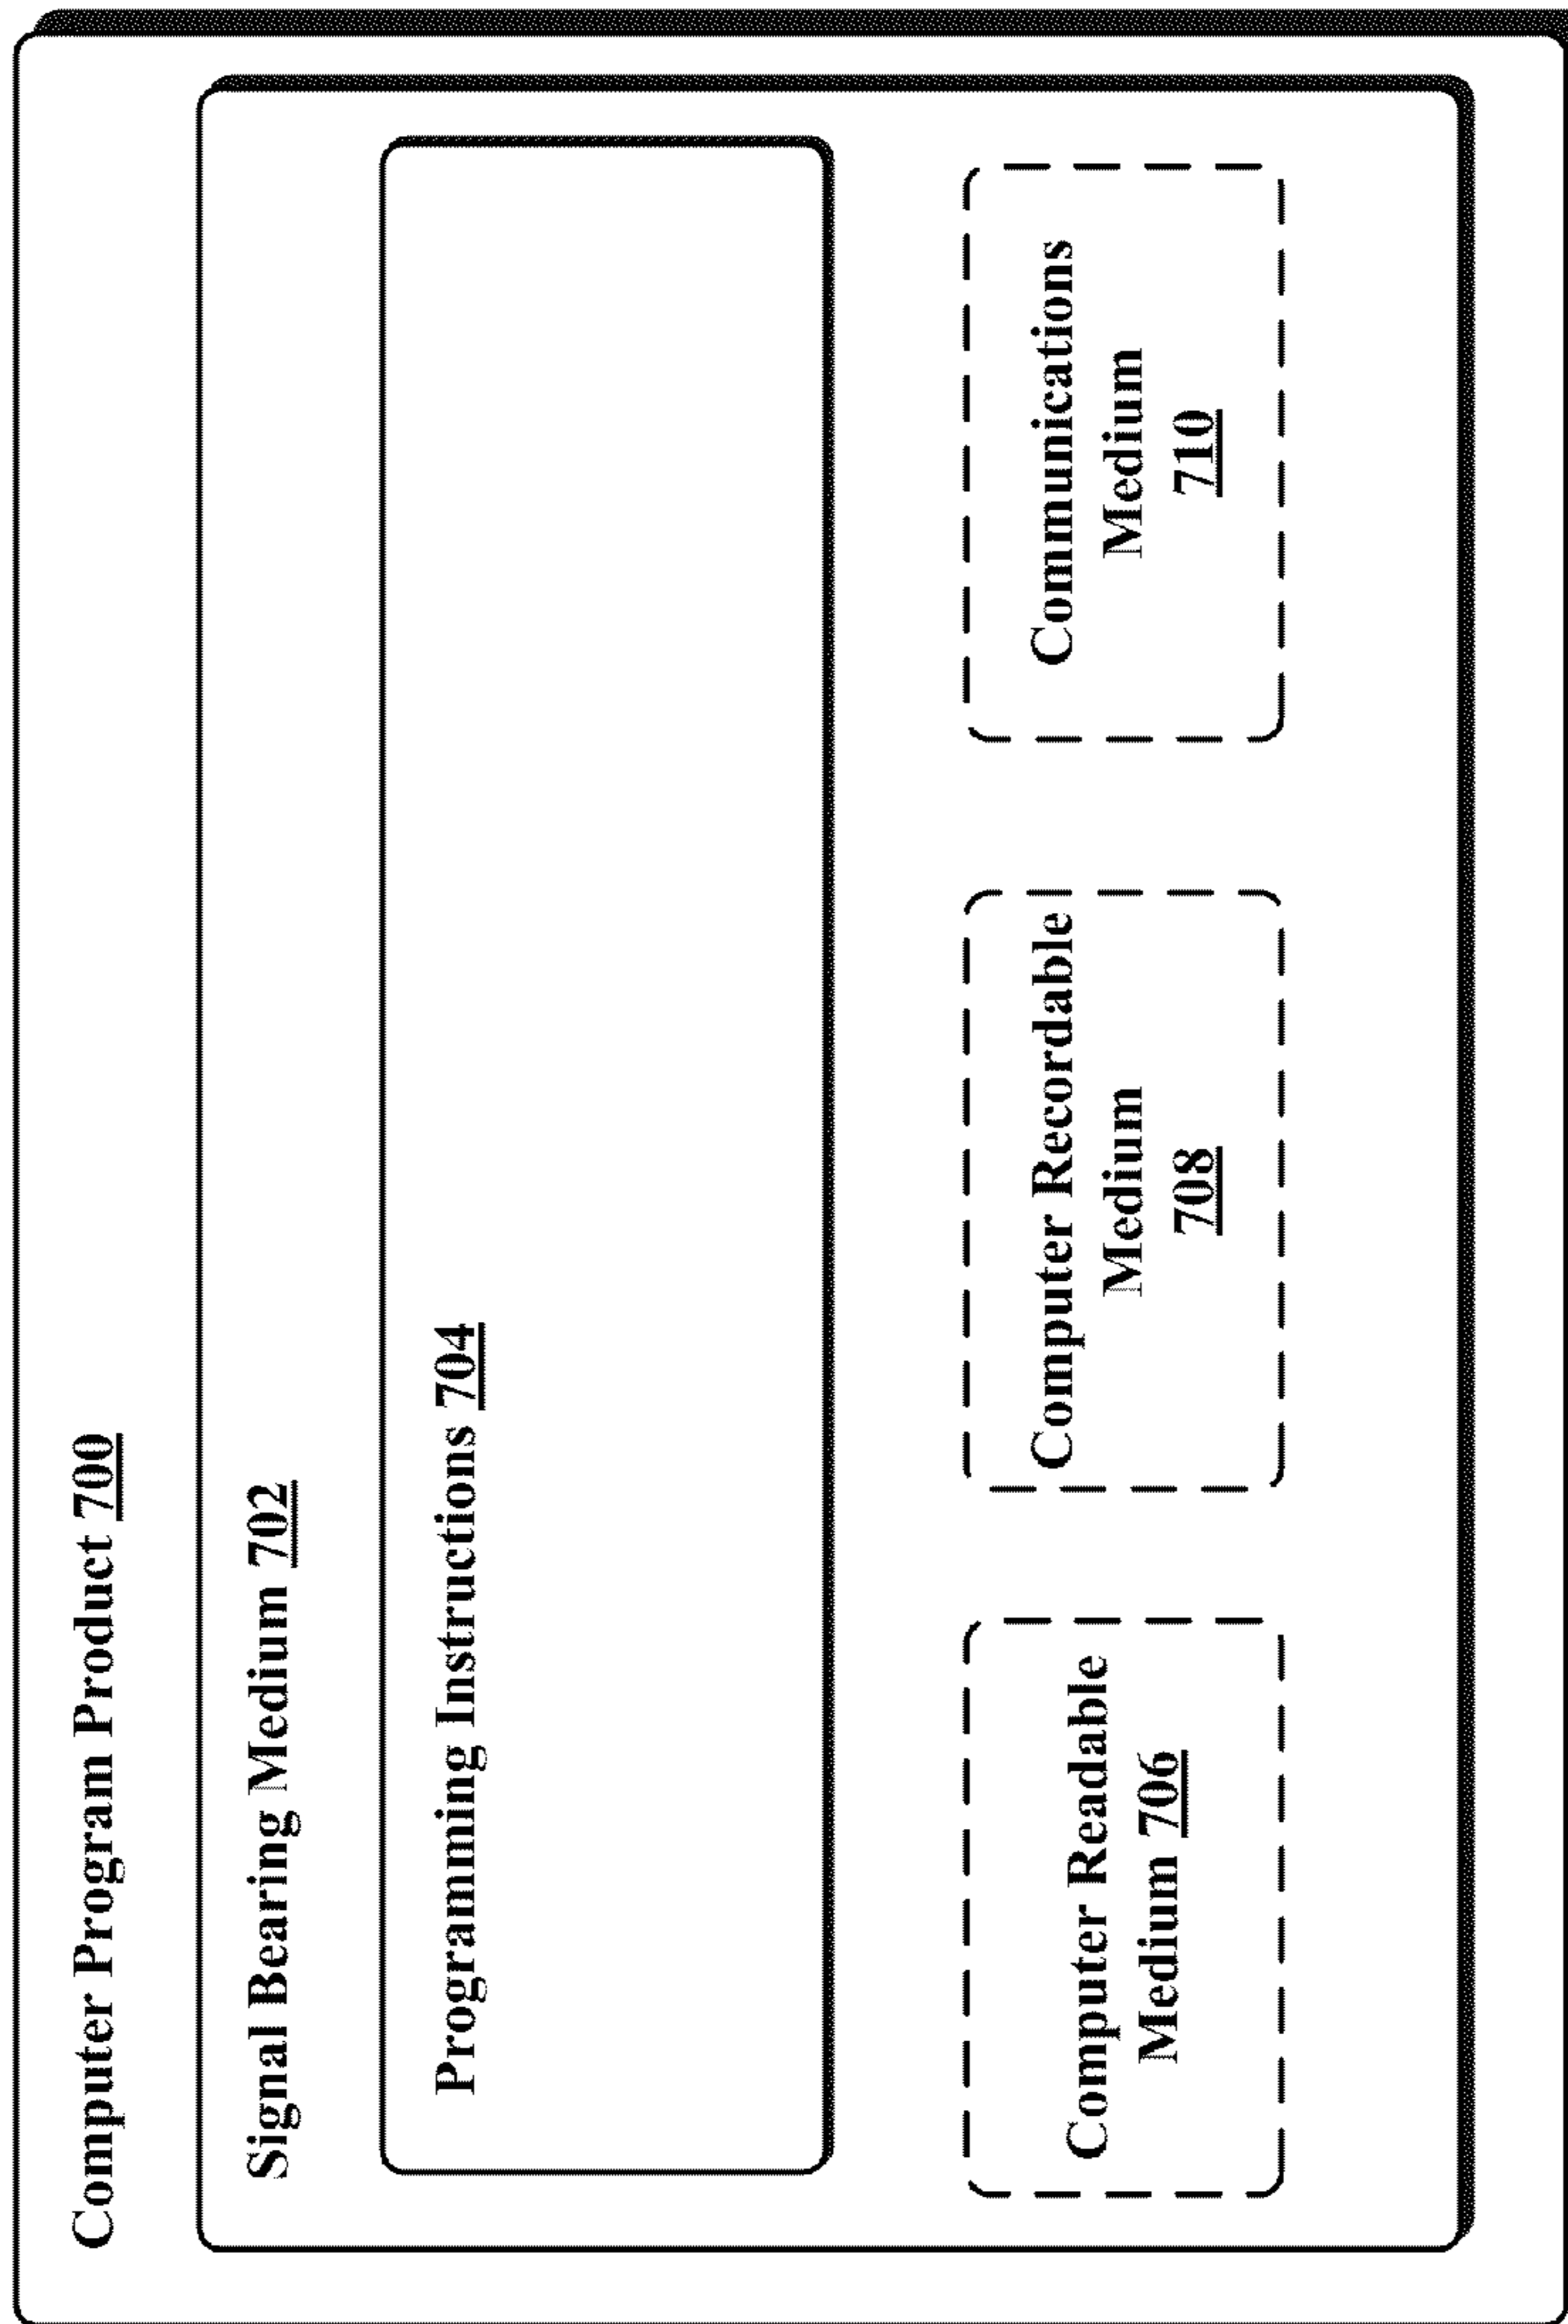 Computer Program Product 700
Signal Bearing Medium 702
Programming Instructions 704
Computer Readable
Medium 706
Computer Recordable
Medium
708
Communications
Medium
710